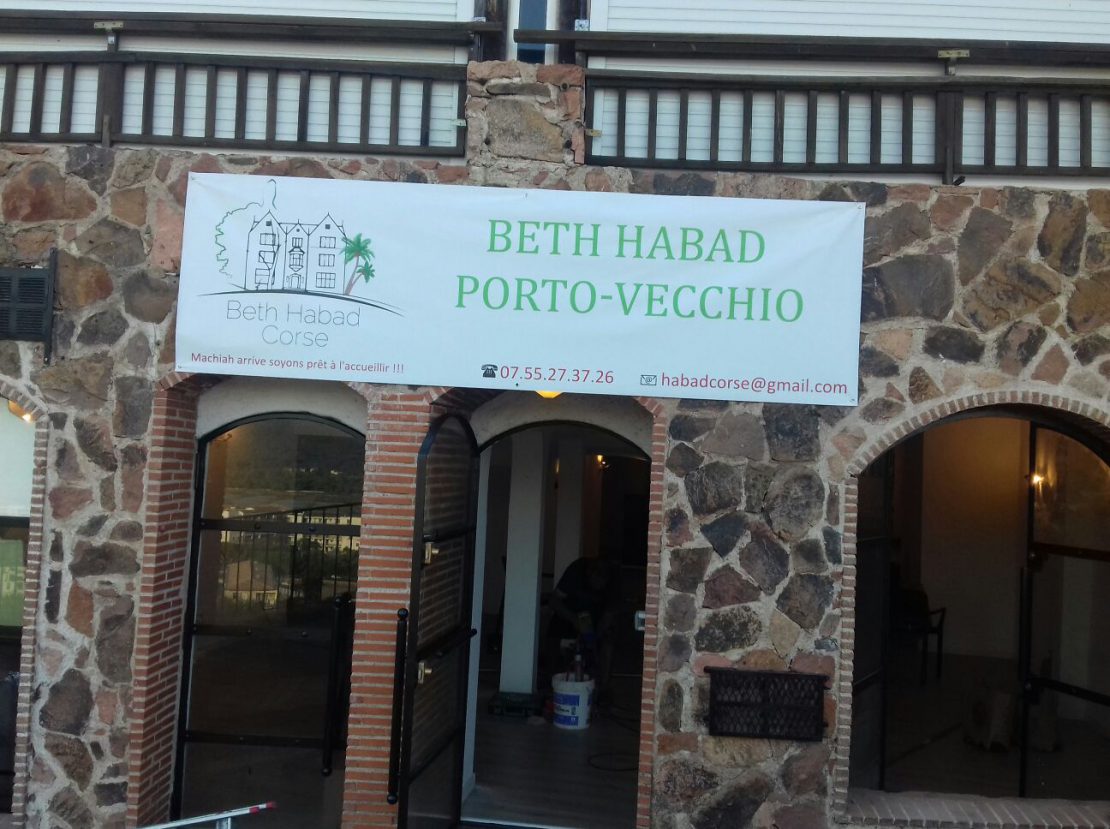 BETH HABAD
PORTO-VECCHIO
Beth Habad
Corse
Machiah arrive soyons prêt à l'accueillir !!!
07.55.27.37.26
habadcorse@gmail.com